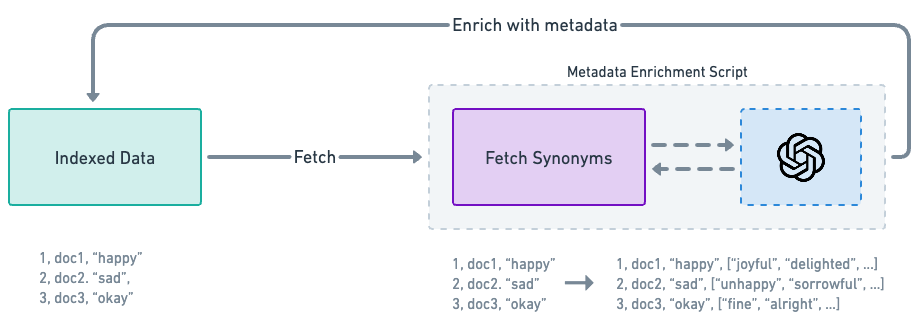 Enrich with metadata
Metadata Enrichment Script
Indexed Data
Fetch
Fetch Synonyms
1, doc1, “happy”
2, doc2. “sad”,
3, doc3, “okay”
1, doc1, “happy”
2, doc2. “sad”
3, doc3, “okay”
1, doc1, “happy”, [“joyful”, “delighted”, ...]
2, doc2, “sad”, [“unhappy”, “sorrowful”, ...]
3, doc3, “okay”, [“fine”, “alright”, ...]